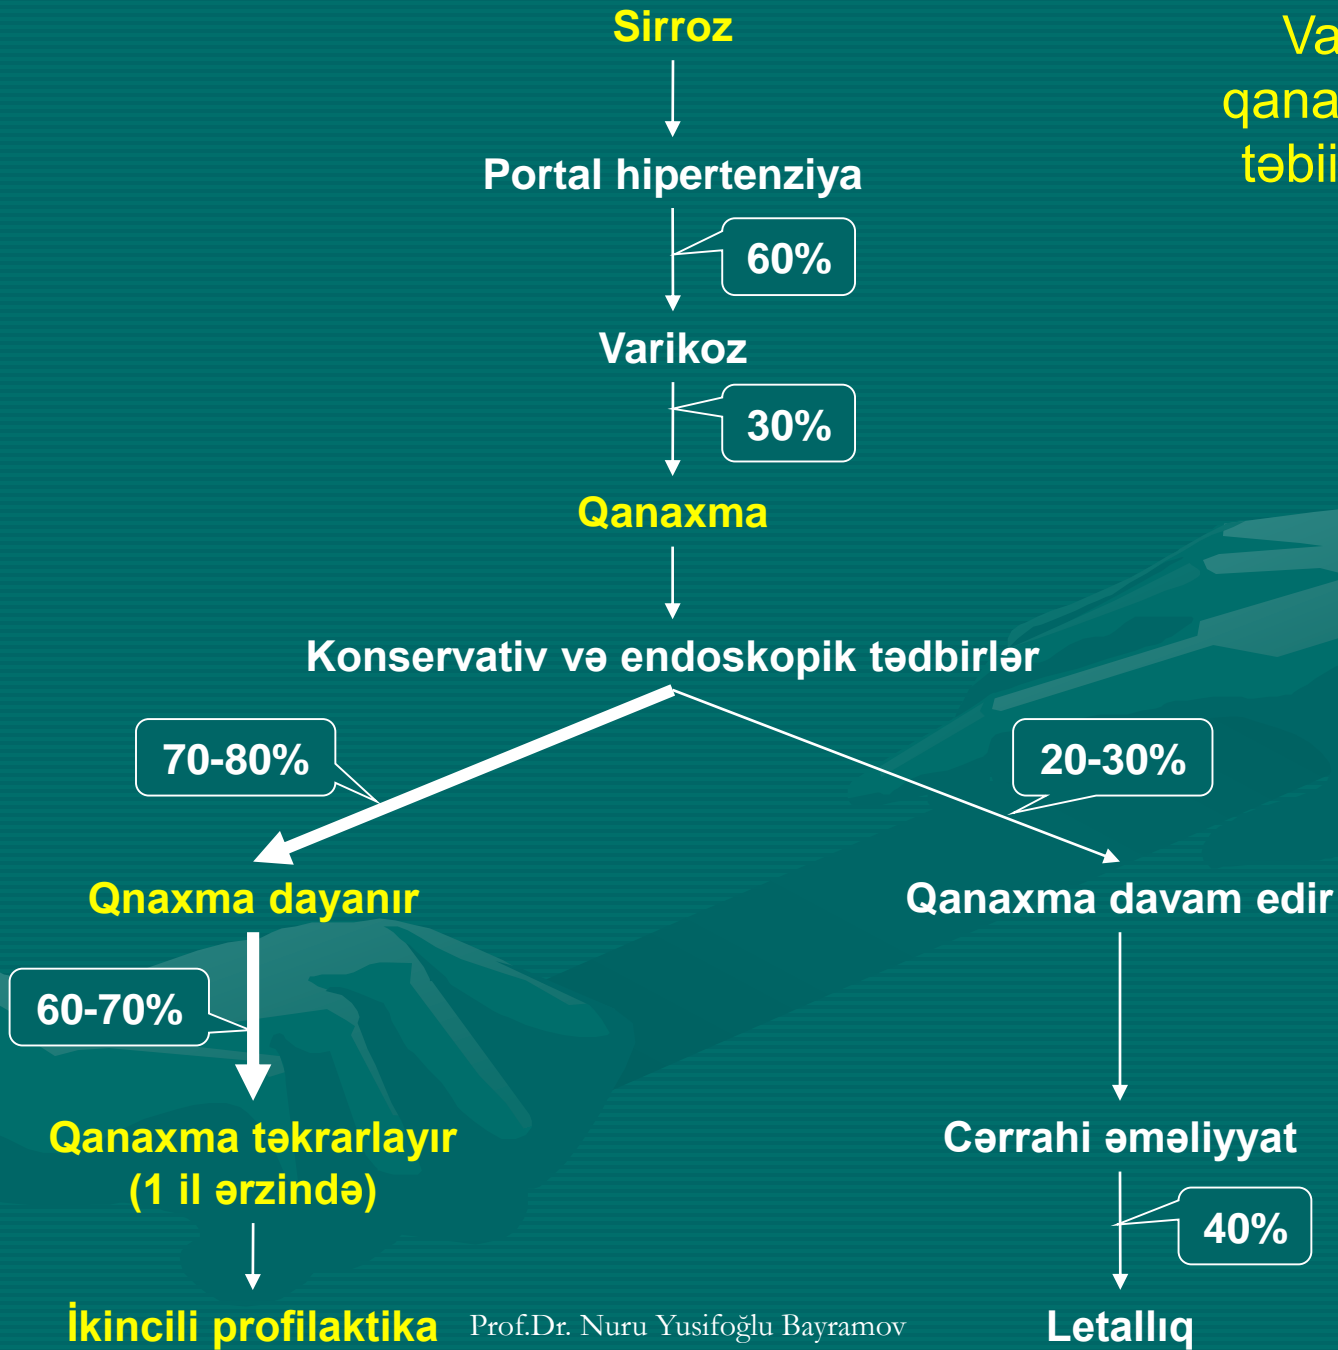 Sirroz
Portal hipertenziya
60%
Varikoz
30%
Qanaxma
Konservativ və endoskopik tədbirlər
70-80%
20-30%
Qnaxma dayanır
Qanaxma davam edir
60-70%
Qanaxma təkrarlayır
(1 il ərzində)
Cərrahi əməliyyat
40%
İkincili profilaktika
Letallıq
Prof.Dr. Nuru Yusifoğlu Bayramov